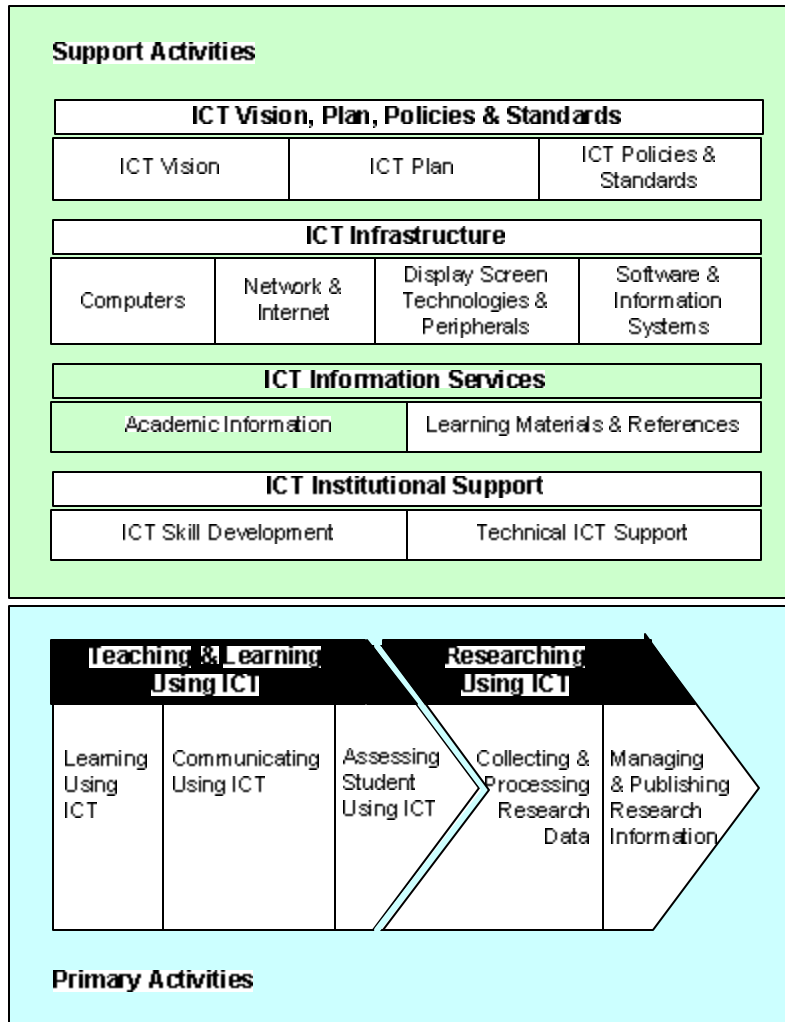 Support Activities
ICT Vision, Plan, Policies & Standards
ICT Vision
ICT Plan
ICT Policies &
Standards
ICT Infrastructure
Computers
Network &
Internet
Display Screen
Technologies &
Peripherals
Software &
Information
Systems
ICT Information Services
Academic Information
Learning Materials & References
ICT Institutional Support
ICT Skill Development
Technical ICT Support
Teaching & Learning
Using ICT
Researching
Using ICT
Learning
Using
ICT
Communicating
Using ICT
Assessing
Student
Using ICT
Collecting &
Processing
Research
Data
Managing
& Publishing
Research
Information
Primary Activities